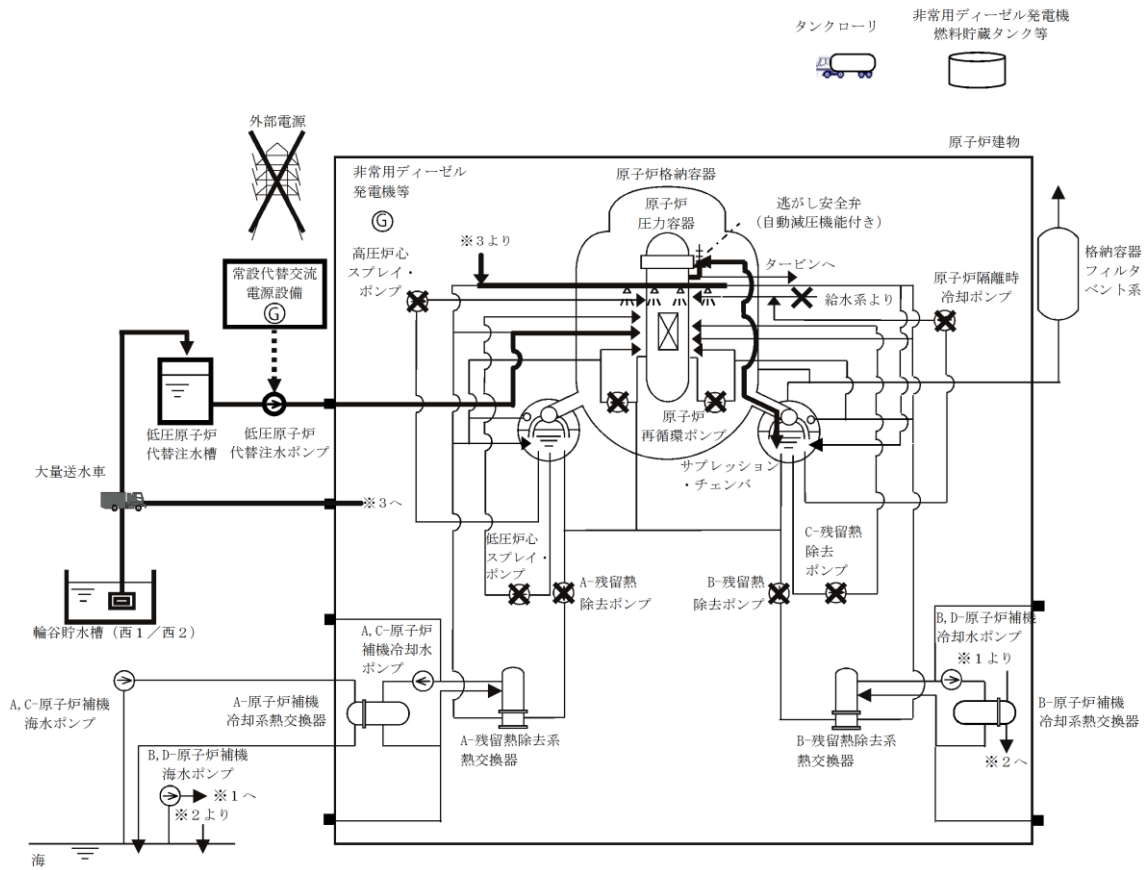 タンクローリ
非常用ディーゼル発電機
燃料貯蔵タンク等
外部電源
原子炉建物
非常用ディーゼル
発電機等
G
原子炉格納容器
原子炉
圧力容器
逃がし安全弁
(自動減圧機能付き)
※3より
高圧炉心
スプレイ・
ポンプ
タービンへ
給水系より
原子炉隔離時
冷却ポンプ
格納容器
フィルタ
ベント系
常設代替交流
電源設備
G
低圧原子炉
代替注水槽
低圧原子炉
代替注水ポンプ
原子炉
再循環ポンプ
サプレッション
・チェンバ
大量送水車
※3へ
低圧炉心
スプレイ・
ポンプ
A-残留熱
除去ポンプ
B-残留熱
除去ポンプ
C-残留熱
除去
ポンプ
輪谷貯水槽(西1/西2)
A,C-原子炉
補機冷却水
ポンプ
B,D-原子炉補機
冷却水ポンプ
※1より
A,C-原子炉補機
海水ポンプ
A-原子炉補機
冷却系熱交換器
B-原子炉補機
冷却系熱交換器
A-残留熱除去系
熱交換器
B-残留熱除去系
熱交換器
※2へ
B,D-原子炉補機
海水ポンプ
※1へ
※2より
海